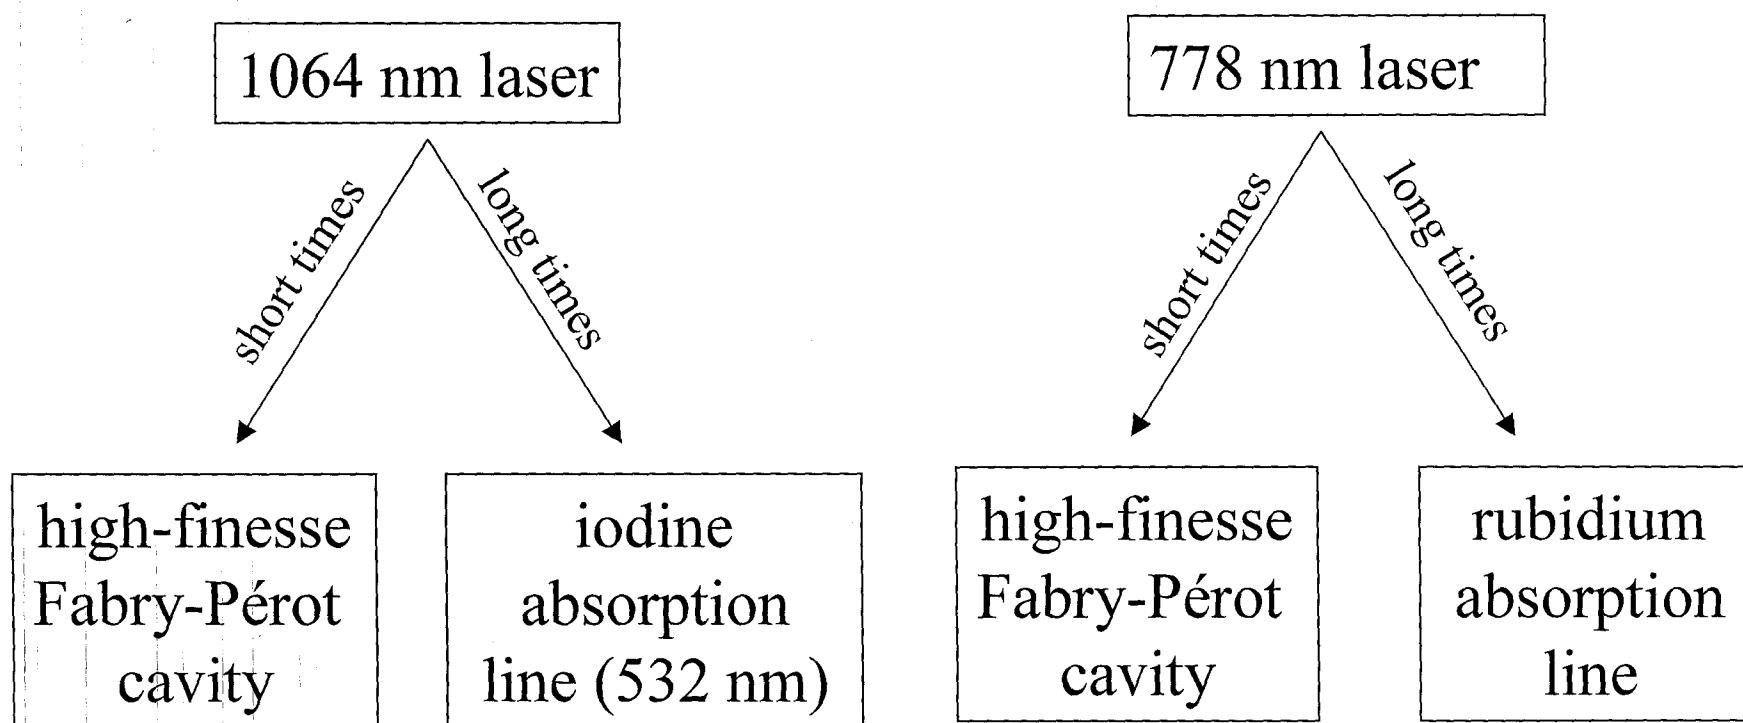 1064 nm laser
short times
long times
high-finesse
Fabry-Pérot
cavity
iodine
absorption
line (532 nm)
778 nm laser
short times
long times
high-finesse
Fabry-Pérot
cavity
rubidium
absorption
line